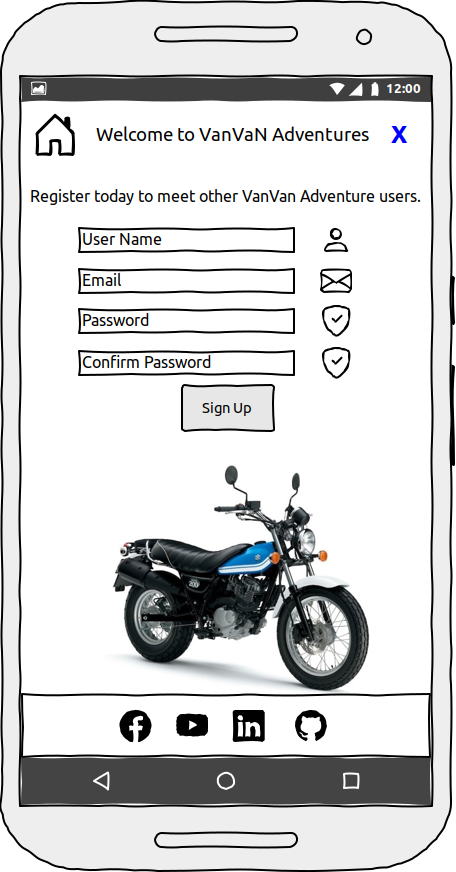 12:00
Welcome to VanVaN Adventures
X
Register today to meet other VanVan Adventure users.
User Name
Email
Password
Confirm Password
Sign Up
200